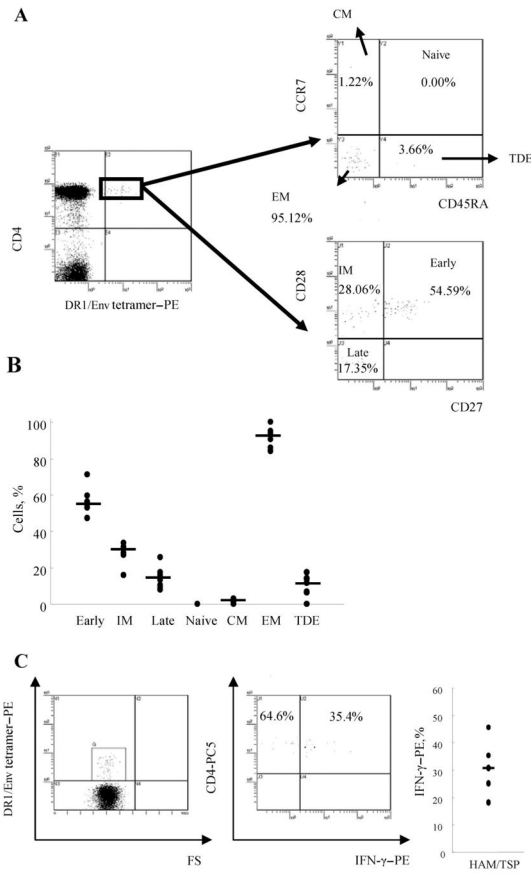 A
CM
Naive
1.22%
0.00%
CCR7
3.66%
TDE
EM
95.12%
CD45RA
CD4
DR1/Env tetramer–PE
CD28
IM
28.06%
Early
54.59%
Late
17.35%
CD27
B
Cells, %
100
80
60
40
20
0
Early IM Late Naive CM EM TDE
C
DR1/Env tetramer–PE
FS
CD4-PC5
64.6%
35.4%
IFN-γ–PE
IFN-γ–PE,%
60
50
40
30
20
10
0
HAM/TSP